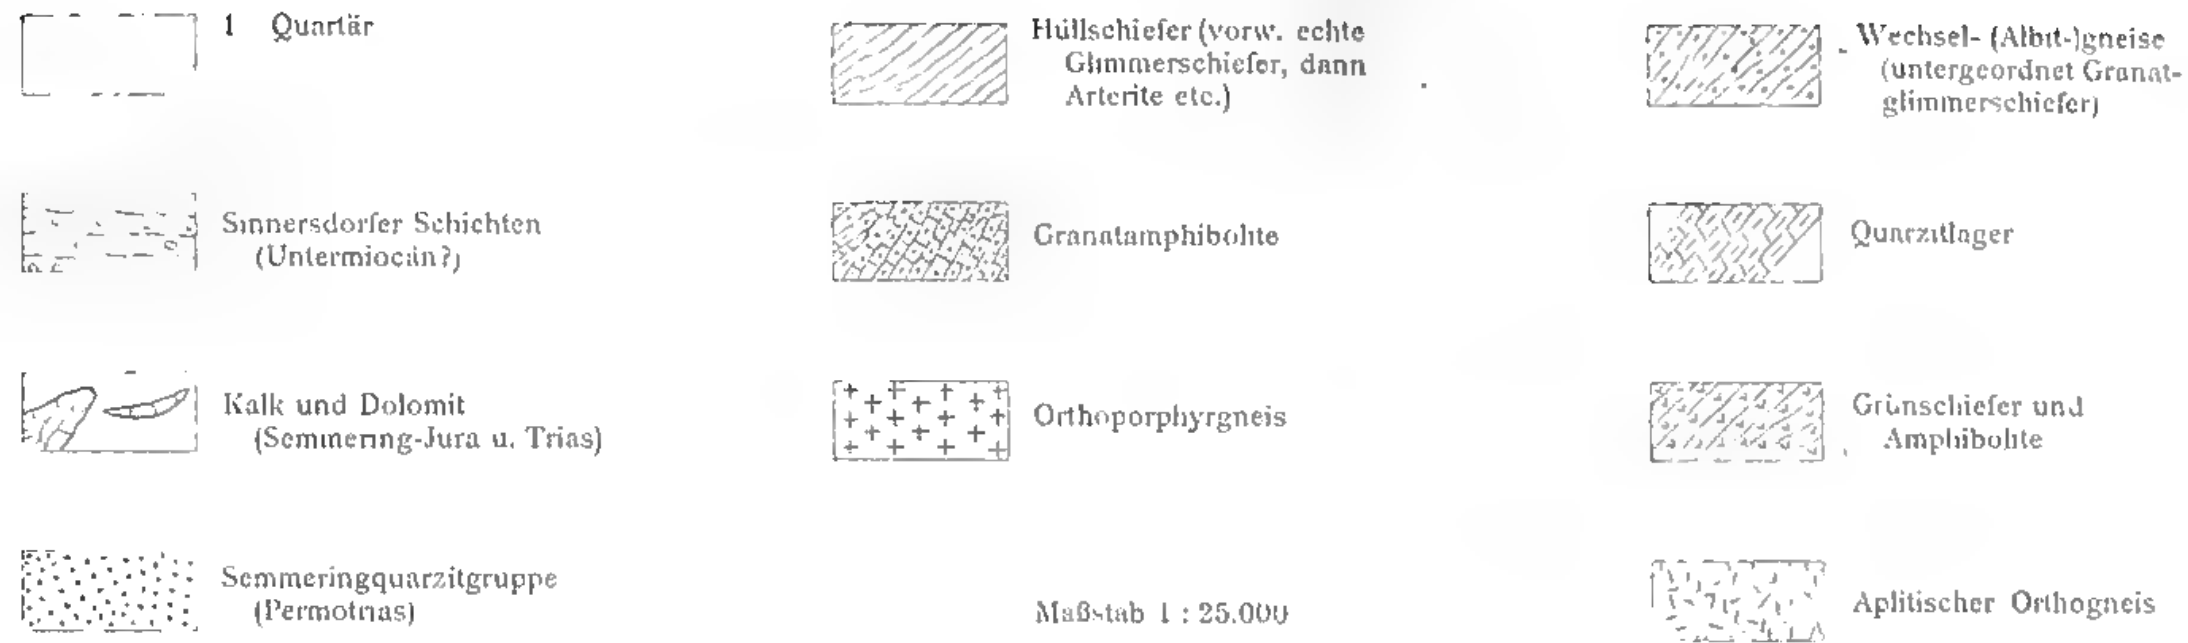 1 Quartär
Sinnersdorfer Schichten
(Untermiocän?)
Kalk und Dolomit
(Semmering-Jura u. Trias)
Semmeringquarzitgruppe
(Permotrias)
Hüllschiefer (vorw. echte
Glimmerschiefer, dann
Arterite etc.)
Granatamphibolite
Orthoporphyrgneis
Maßstab 1 : 25.000
Wechsel- (Albit-)gneise
(untergeordnet Granat-
glimmerschiefer)
Quarzitlager
Grünschiefer und
Amphibolite
Aplitischer Orthogneis